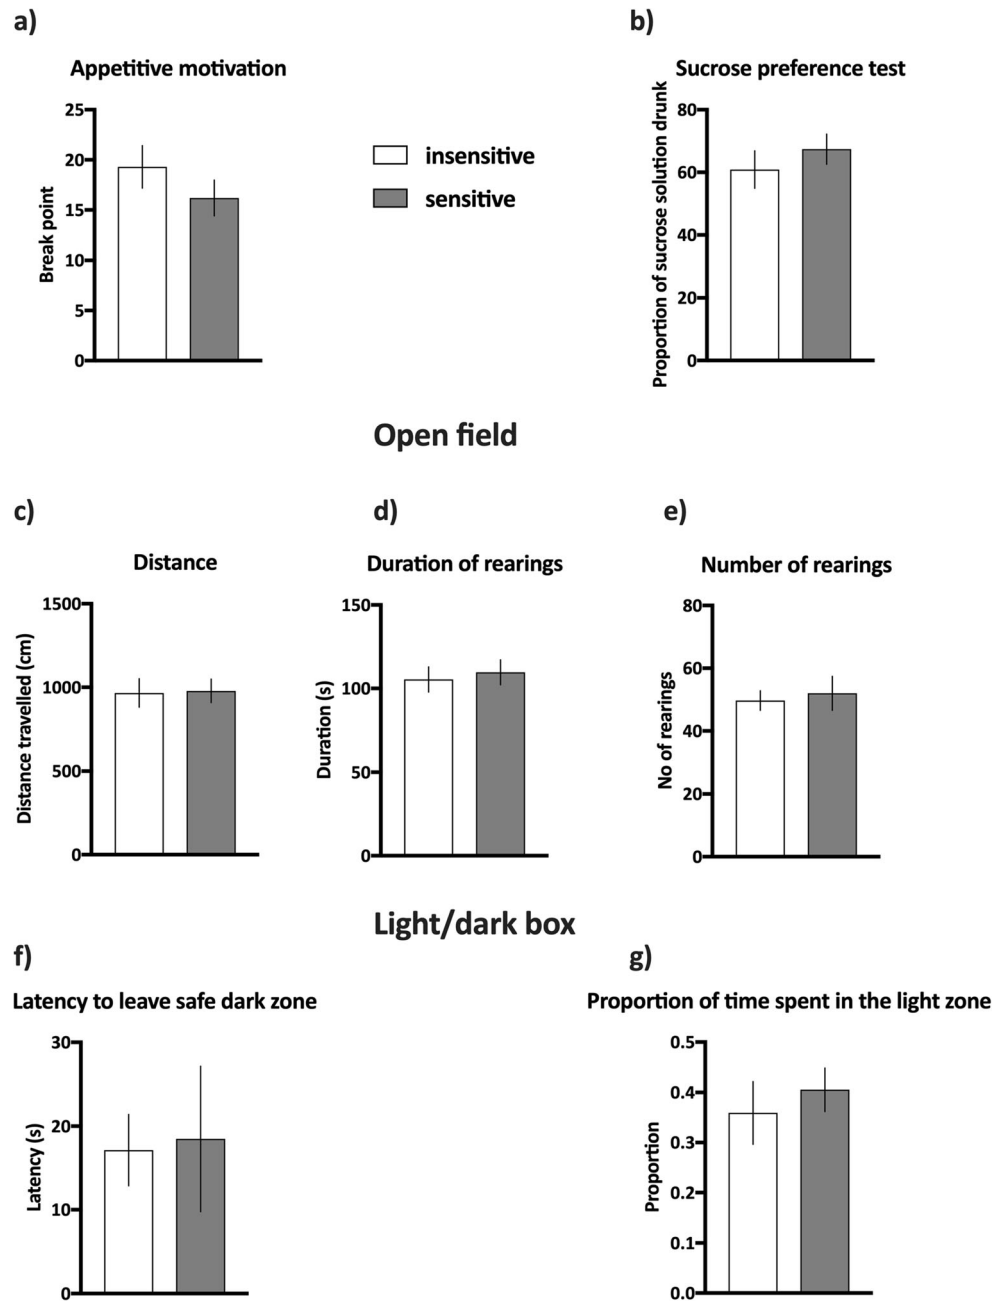 a)
Appetitive motivation
Break point
25
20
15
10
5
0
insensitive
sensitive
b)
Sucrose preference test
Proportion of sucrose solution drunk
80
60
40
20
0
Open field
c)
Distance
Distance travelled (cm)
1500
1000
500
0
d)
Duration of rearings
Duration (s)
150
100
50
0
e)
Number of rearings
No of rearings
80
60
40
20
0
Light/dark box
f)
Latency to leave safe dark zone
Latency (s)
30
20
10
0
g)
Proportion of time spent in the light zone
Proportion
0.5
0.4
0.3
0.2
0.1
0.0